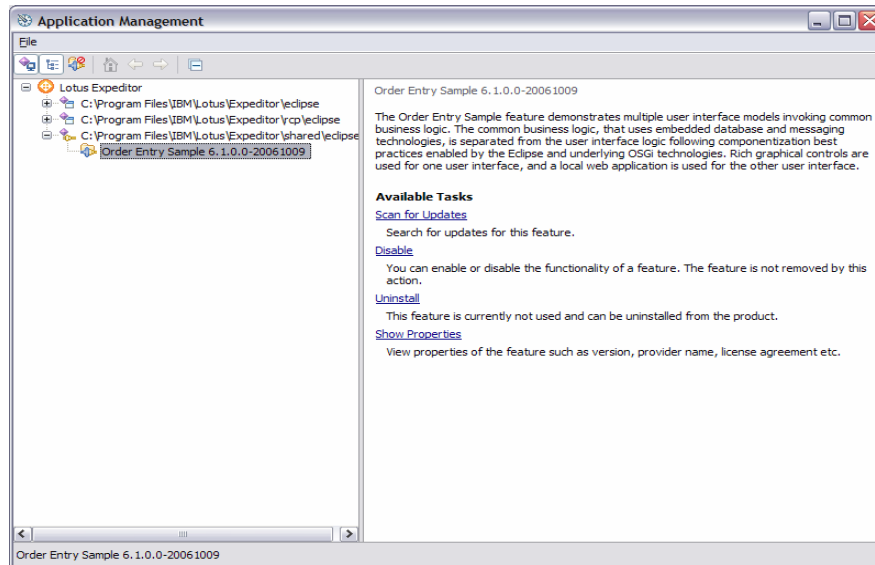 Application Management
File
Lotus Expeditor
C:\Program Files\IBM\Lotus\Expeditor\eclipse
C:\Program Files\IBM\Lotus\Expeditor\rcp\eclipse
C:\Program Files\IBM\Lotus\Expeditor\shared\eclipse
Order Entry Sample 6.1.0.0-20061009
Order Entry Sample 6.1.0.0-20061009
The Order Entry Sample feature demonstrates multiple user interface models invoking common
business logic. The common business logic, that uses embedded database and messaging
technologies, is separated from the user interface logic following componentization best
practices enabled by the Eclipse and underlying OSGi technologies. Rich graphical controls are
used for one user interface, and a local web application is used for the other user interface.
Available Tasks
Scan for Updates
Search for updates for this feature.
Disable
You can enable or disable the functionality of a feature. The feature is not removed by this
action.
Uninstall
This feature is currently not used and can be uninstalled from the product.
Show Properties
View properties of the feature such as version, provider name, license agreement etc.
Order Entry Sample 6.1.0.0-20061009